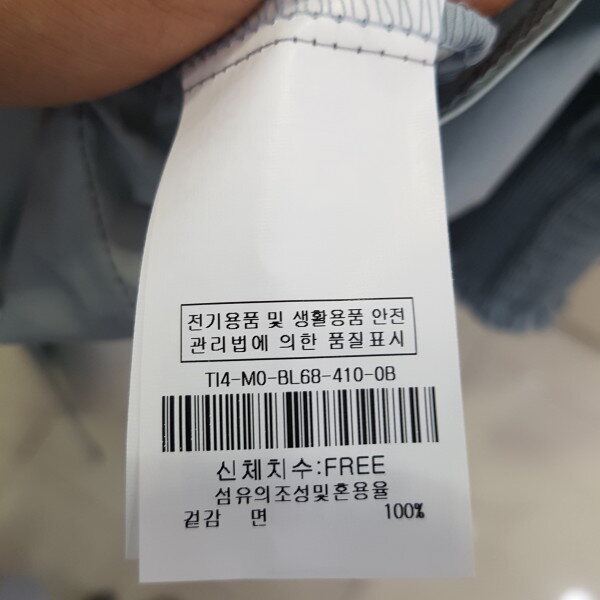 전기용품 및 생활용품 안전
관리법에 의한 품질표시
TI4-M0-BL68-410-0B
신체치수:FREE
섬유의조성및혼용율
겉감 면 100%